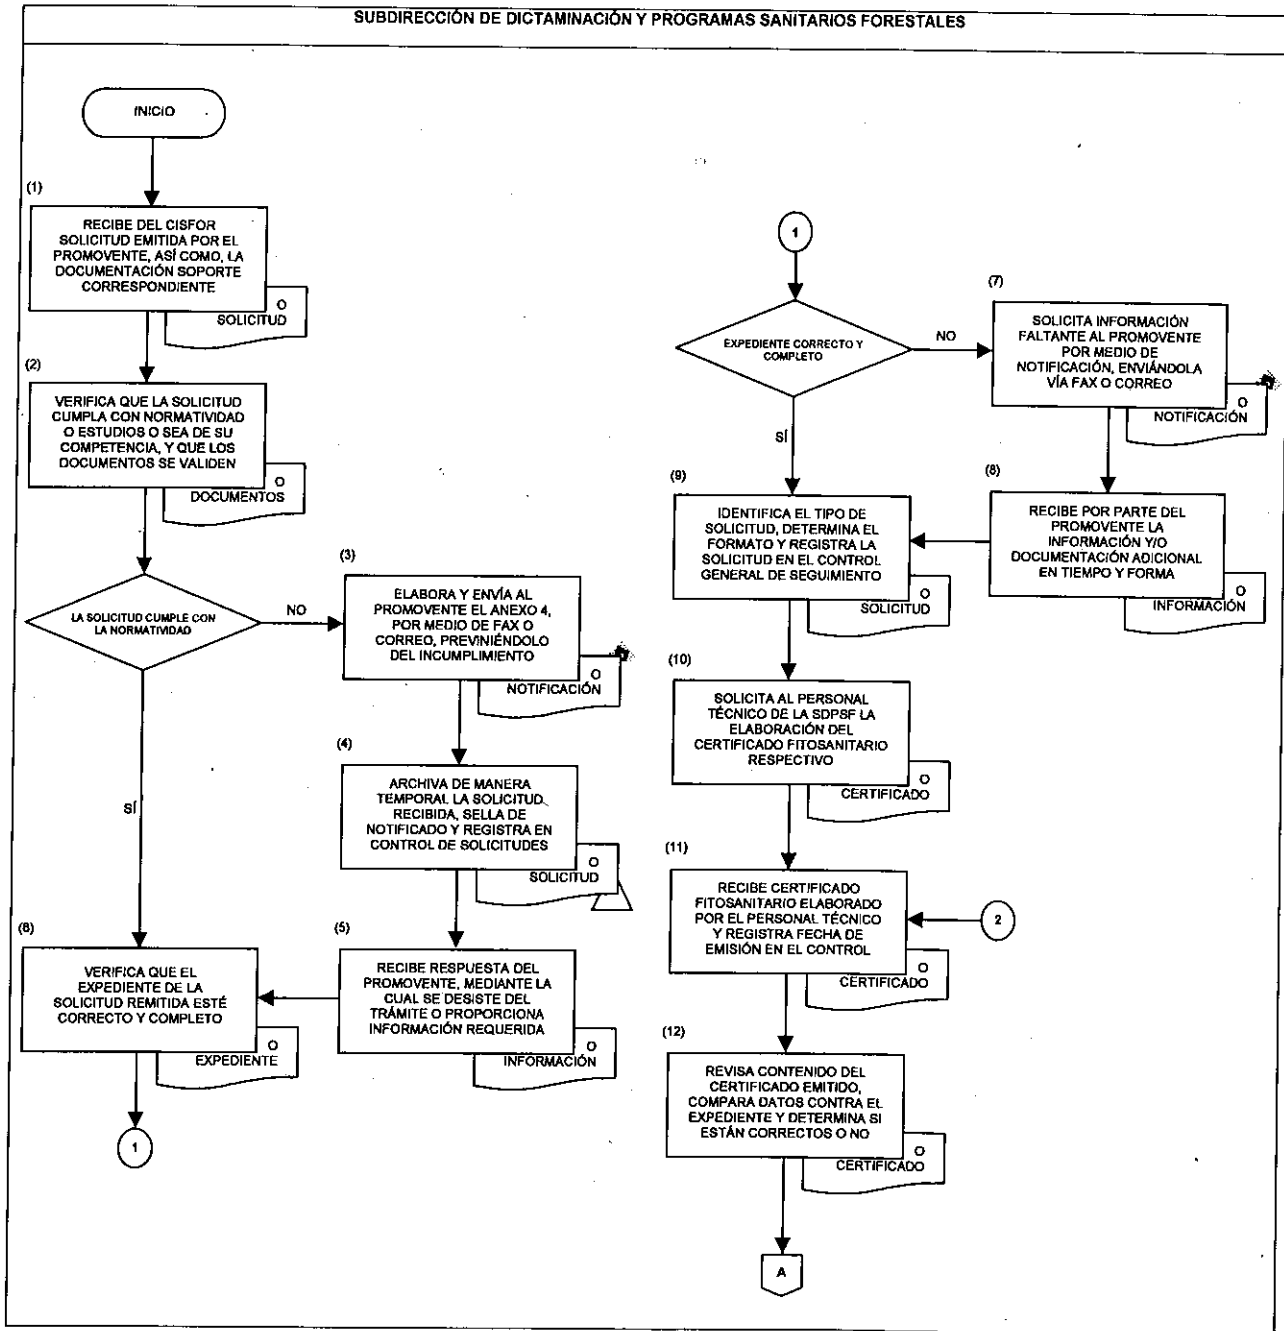 SUBDIRECCIÓN DE DICTAMINACIÓN Y PROGRAMAS SANITARIOS FORESTALES
INICIO
(1)
RECIBE DEL CISFOR
SOLICITUD EMITIDA POR EL
PROMOVENTE, ASÍ COMO, LA
DOCUMENTACIÓN SOPORTE
CORRESPONDIENTE
O
SOLICITUD
(2)
VERIFICA QUE LA SOLICITUD
CUMPLA CON NORMATIVIDAD
O ESTUDIOS O SEA DE SU
COMPETENCIA, Y QUE LOS
DOCUMENTOS SE VALIDEN
O
DOCUMENTOS
LA SOLICITUD CUMPLE CON
LA NORMATIVIDAD
NO
SÍ
(3)
ELABORA Y ENVÍA AL
PROMOVENTE EL ANEXO 4,
POR MEDIO DE FAX O
CORREO, PREVINIÉNDOLO
DEL INCUMPLIMIENTO
O
NOTIFICACIÓN
(4)
ARCHIVA DE MANERA
TEMPORAL LA SOLICITUD
RECIBIDA, SELLA DE
NOTIFICADO Y REGISTRA EN
CONTROL DE SOLICITUDES
O
SOLICITUD
(5)
RECIBE RESPUESTA DEL
PROMOVENTE, MEDIANTE LA
CUAL SE DESISTE DEL
TRÁMITE O PROPORCIONA
INFORMACIÓN REQUERIDA
O
INFORMACIÓN
(8)
VERIFICA QUE EL
EXPEDIENTE DE LA
SOLICITUD REMITIDA ESTÉ
CORRECTO Y COMPLETO
O
EXPEDIENTE
1
1
EXPEDIENTE CORRECTO Y
COMPLETO
NO
SÍ
(7)
SOLICITA INFORMACIÓN
FALTANTE AL PROMOVENTE
POR MEDIO DE
NOTIFICACIÓN, ENVIÁNDOLA
VÍA FAX O CORREO
O
NOTIFICACIÓN
(8)
RECIBE POR PARTE DEL
PROMOVENTE LA
INFORMACIÓN Y/O
DOCUMENTACIÓN ADICIONAL
EN TIEMPO Y FORMA
O
INFORMACIÓN
(9)
IDENTIFICA EL TIPO DE
SOLICITUD, DETERMINA EL
FORMATO Y REGISTRA LA
SOLICITUD EN EL CONTROL
GENERAL DE SEGUIMIENTO
O
SOLICITUD
(10)
SOLICITA AL PERSONAL
TÉCNICO DE LA SDPSF LA
ELABORACIÓN DEL
CERTIFICADO FITOSANITARIO
RESPECTIVO
O
CERTIFICADO
(11)
RECIBE CERTIFICADO
FITOSANITARIO ELABORADO
POR EL PERSONAL TÉCNICO
Y REGISTRA FECHA DE
EMISIÓN EN EL CONTROL
O
CERTIFICADO
2
(12)
REVISA CONTENIDO DEL
CERTIFICADO EMITIDO,
COMPARA DATOS CONTRA EL
EXPEDIENTE Y DETERMINA SI
ESTÁN CORRECTOS O NO
O
CERTIFICADO
A